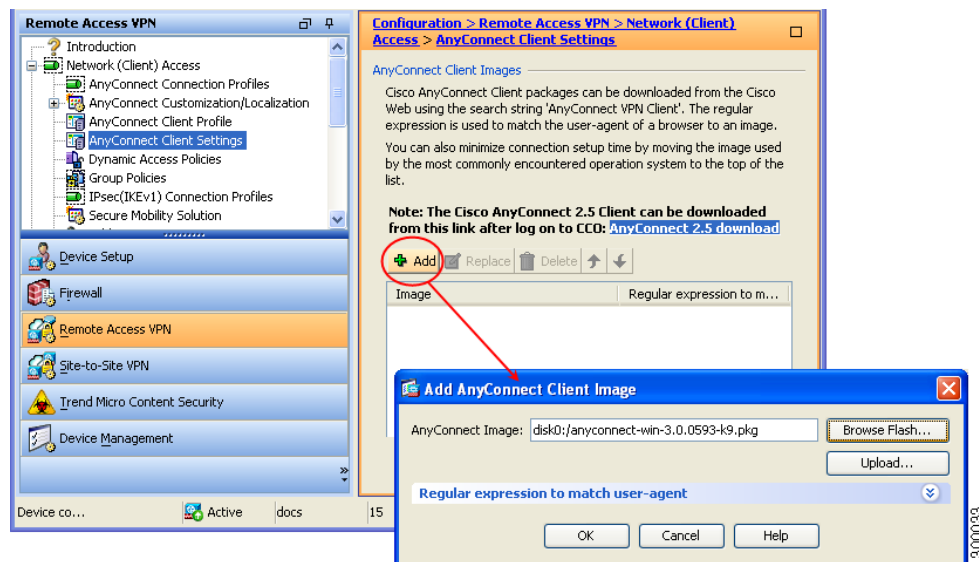 Remote Access VPN
Introduction
Network (Client) Access
AnyConnect Connection Profiles
AnyConnect Customization/Localization
AnyConnect Client Profile
AnyConnect Client Settings
Dynamic Access Policies
Group Policies
IPsec(IKEv1) Connection Profiles
Secure Mobility Solution
Device Setup
Firewall
Remote Access VPN
Site-to-Site VPN
Trend Micro Content Security
Device Management
»
Device co...
Active
docs
15
Configuration > Remote Access VPN > Network (Client)
Access > AnyConnect Client Settings
AnyConnect Client Images
Cisco AnyConnect Client packages can be downloaded from the Cisco
Web using the search string 'AnyConnect VPN Client'. The regular
expression is used to match the user-agent of a browser to an image.
You can also minimize connection setup time by moving the image used
by the most commonly encountered operation system to the top of the
list.
Note: The Cisco AnyConnect 2.5 Client can be downloaded
from this link after log on to CCO: AnyConnect 2.5 download
Add Replace Delete
Image Regular expression to m...
Add AnyConnect Client Image
AnyConnect Image: disk0:/anyconnect-win-3.0.0593-k9.pkg Browse Flash...
Upload...
Regular expression to match user-agent
OK Cancel Help
300033